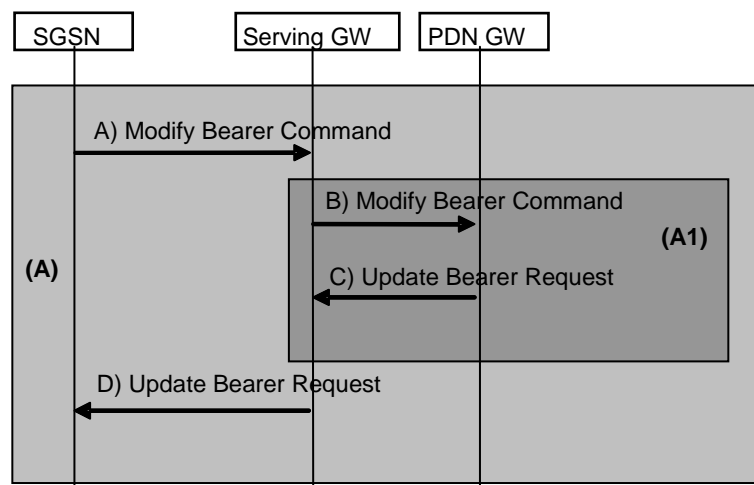 SGSN
Serving GW
PDN GW
A) Modify Bearer Command
B) Modify Bearer Command
(A1)
(A)
C) Update Bearer Request
D) Update Bearer Request